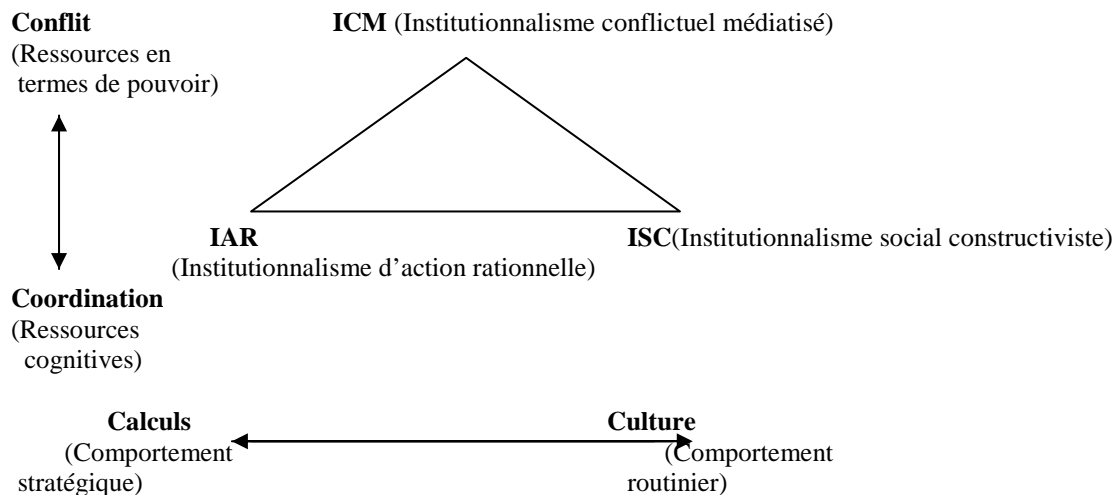 Conflit
(Ressources en
termes de pouvoir)
ICM (Institutionnalisme conflictuel médiatisé)
IAR
(Institutionnalisme d'action rationnelle)
ISC(Institutionnalisme social constructiviste)
Coordination
(Ressources
cognitives)
Calculs
(Comportement
stratégique)
Culture
(Comportement
routinier)